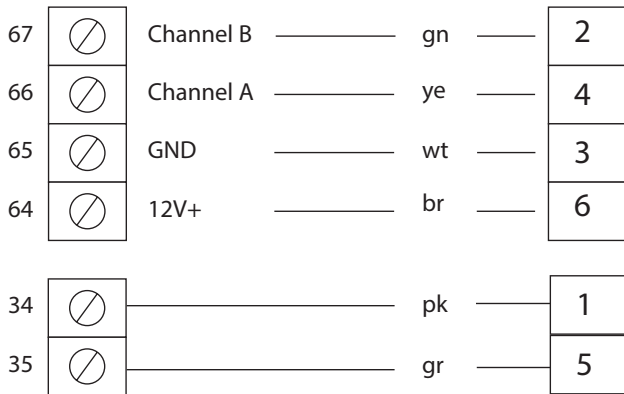 67 Channel B gn 2
66 Channel A ye 4
65 GND wt 3
64 12V+ br 6
34 pk 1
35 gr 5